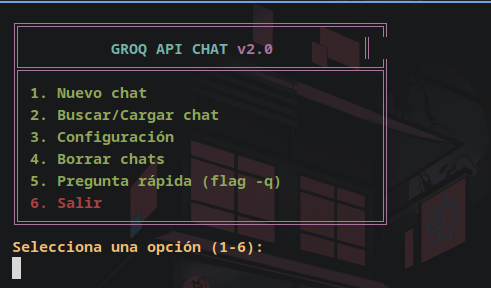 GROQ API CHAT v2.0
1. Nuevo chat
2. Buscar/Cargar chat
3. Configuración
4. Borrar chats
5. Pregunta rápida (flag -q)
6. Salir
Selecciona una opción (1-6):